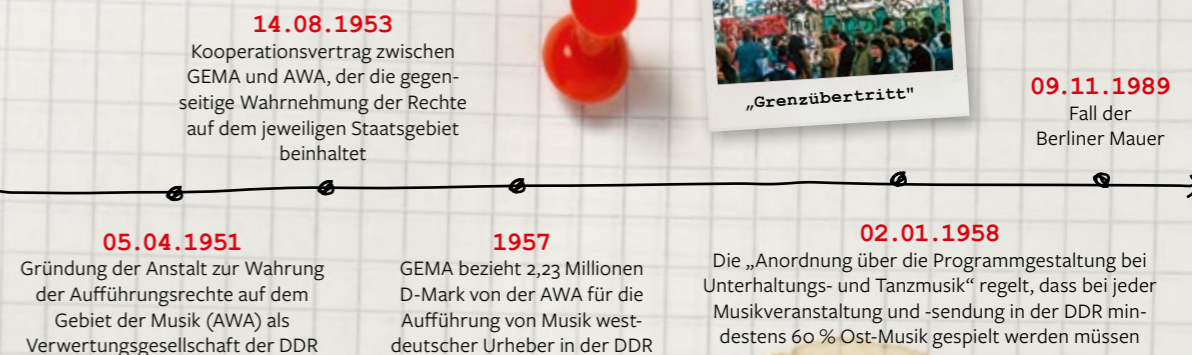 14.08.1953
Kooperationsvertrag zwischen
GEMA und AWA, der die gegen-
seitige Wahrnehmung der Rechte
auf dem jeweiligen Staatsgebiet
beinhaltet
„Grenzübertritt"
09.11.1989
Fall der
Berliner Mauer
05.04.1951
Gründung der Anstalt zur Wahrung
der Aufführungsrechte auf dem
Gebiet der Musik (AWA) als
Verwertungsgesellschaft der DDR
1957
GEMA bezieht 2,23 Millionen
D-Mark von der AWA für die
Aufführung von Musik west-
deutscher Urheber in der DDR
02.01.1958
Die „Anordnung über die Programmgestaltung bei
Unterhaltungs- und Tanzmusik“ regelt, dass bei jeder
Musikveranstaltung und -sendung in der DDR min-
destens 60 % Ost-Musik gespielt werden müssen